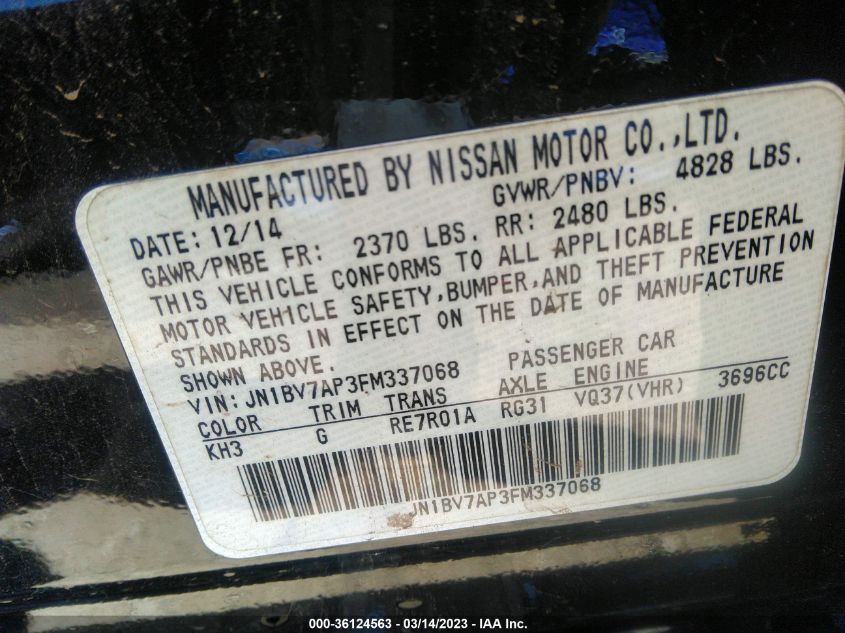 MANUFACTURED BY NISSAN MOTOR CO.,LTD.
DATE: 12/14 GVWR/PNBV: 4828 LBS.
GAWR/PNBE FR: 2370 LBS. RR: 2480 LBS.
THIS VEHICLE CONFORMS TO ALL APPLICABLE FEDERAL
MOTOR VEHICLE SAFETY,BUMPER,AND THEFT PREVENTION
STANDARDS IN EFFECT ON THE DATE OF MANUFACTURE
SHOWN ABOVE.
VIN: JN1BV7AP3FM337068 PASSENGER CAR
COLOR TRIM TRANS AXLE ENGINE
KH3 G RE7R01A RG31 VQ37(VHR) 3696CC
JN1BV7AP3FM337068
000-36124563 — 03/14/2023 — IAA Inc.